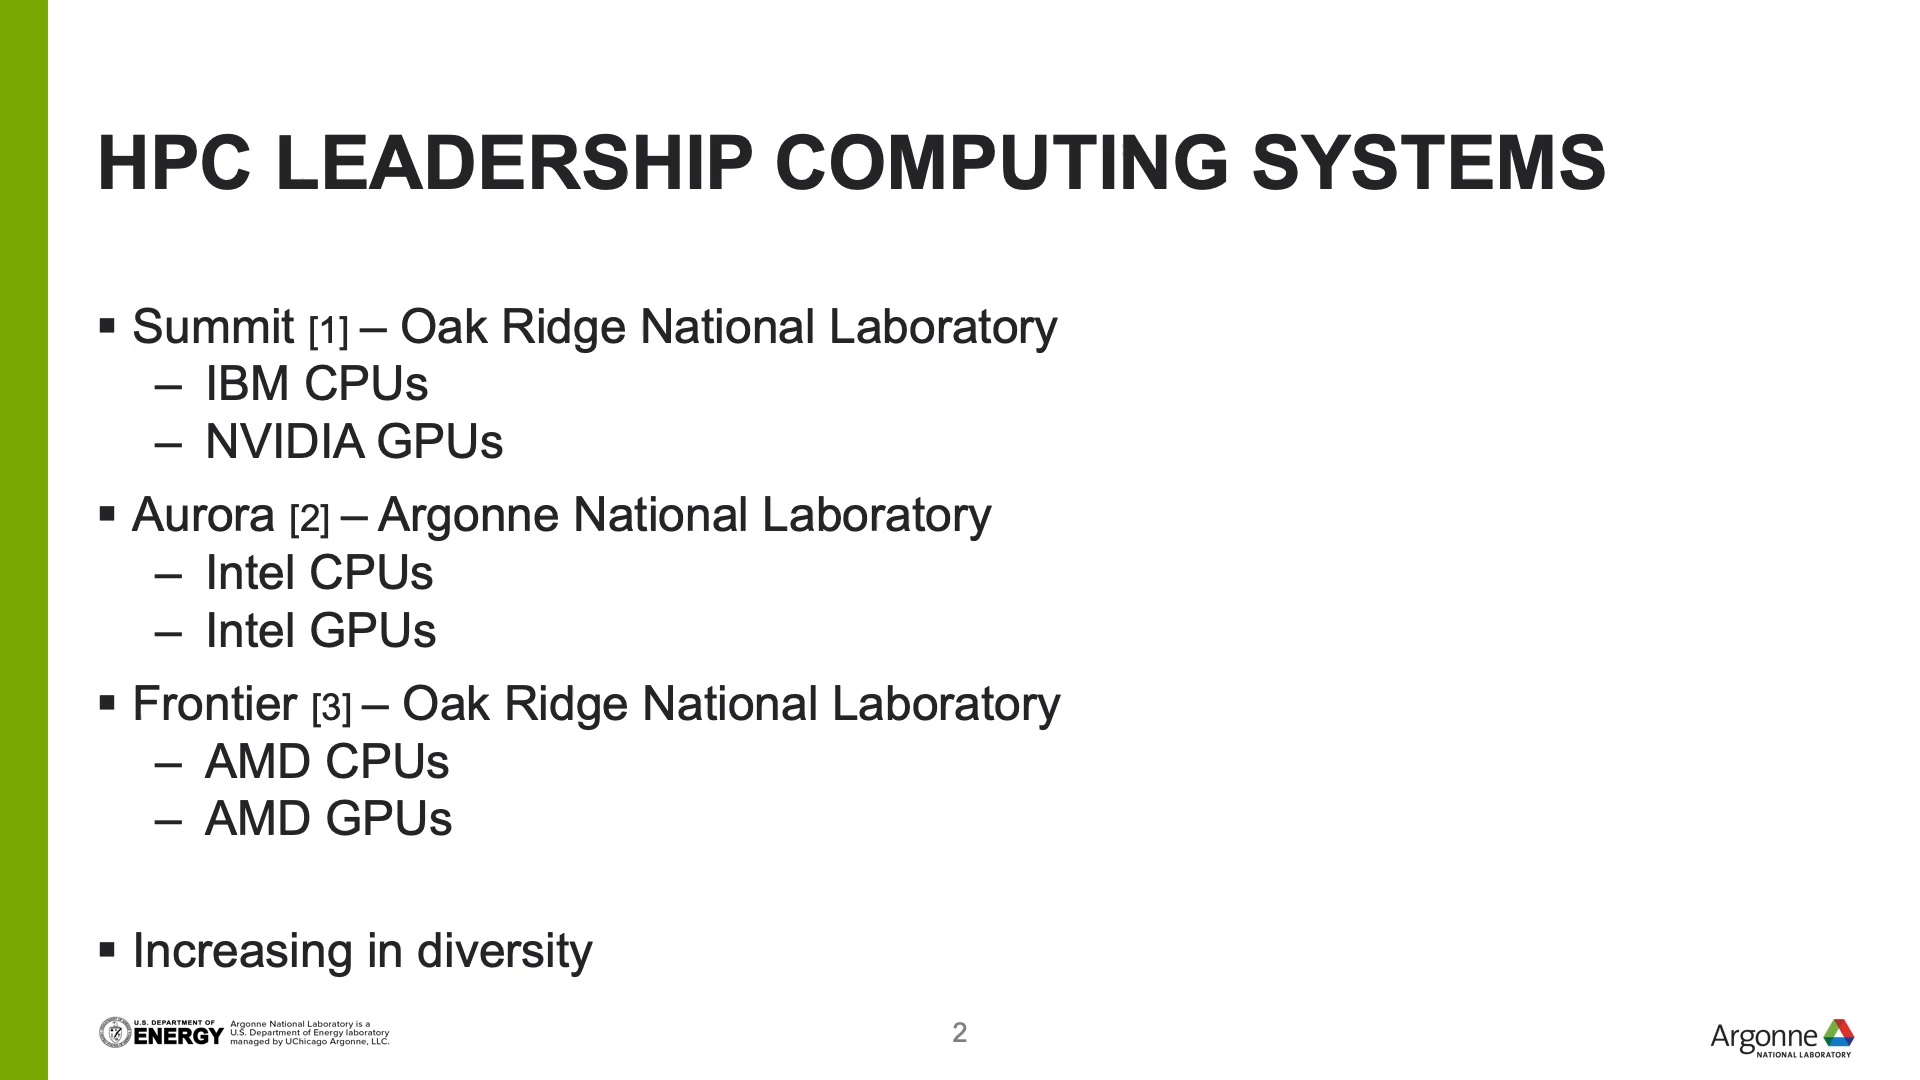 HPC LEADERSHIP COMPUTING SYSTEMS
▪ Summit [1] – Oak Ridge National Laboratory
– IBM CPUs
– NVIDIA GPUs
▪ Aurora [2] – Argonne National Laboratory
– Intel CPUs
– Intel GPUs
▪ Frontier [3] – Oak Ridge National Laboratory
– AMD CPUs
– AMD GPUs
▪ Increasing in diversity
U.S. DEPARTMENT OF
ENERGY
Argonne National Laboratory is a
U.S. Department of Energy laboratory
managed by UChicago Argonne, LLC.
2
Argonne
NATIONAL LABORATORY